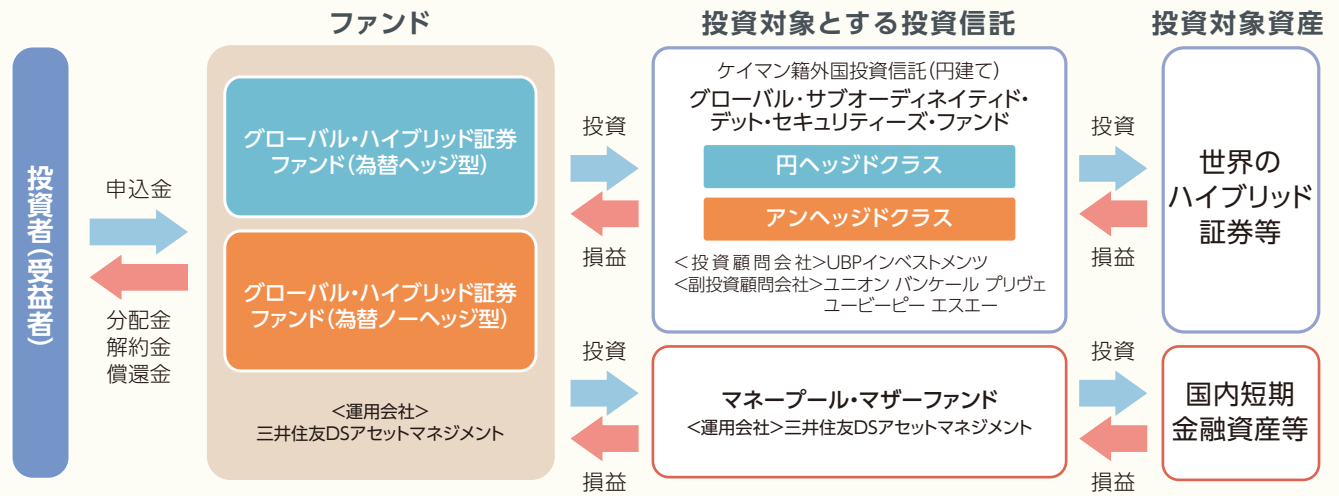 ファンド
投資対象とする投資信託
投資対象資産
投資者(受益者)
申込金
分配金
解約金
償還金
グローバル・ハイブリッド証券
ファンド(為替ヘッジ型)
グローバル・ハイブリッド証券
ファンド(為替ノーヘッジ型)
<運用会社>
三井住友DSアセットマネジメント
投資
損益
投資
損益
ケイマン籍外国投資信託(円建て)
グローバル・サブオーディネイティド・
デット・セキュリティーズ・ファンド
円ヘッジドクラス
アンヘッジドクラス
<投資顧問会社>UBPインベストメンツ
<副投資顧問会社>ユニオン バンケール プリヴェ
ユービーピー エスエー
マネープール・マザーファンド
<運用会社>三井住友DSアセットマネジメント
投資
損益
投資
損益
世界の
ハイブリッド
証券等
国内短期
金融資産等